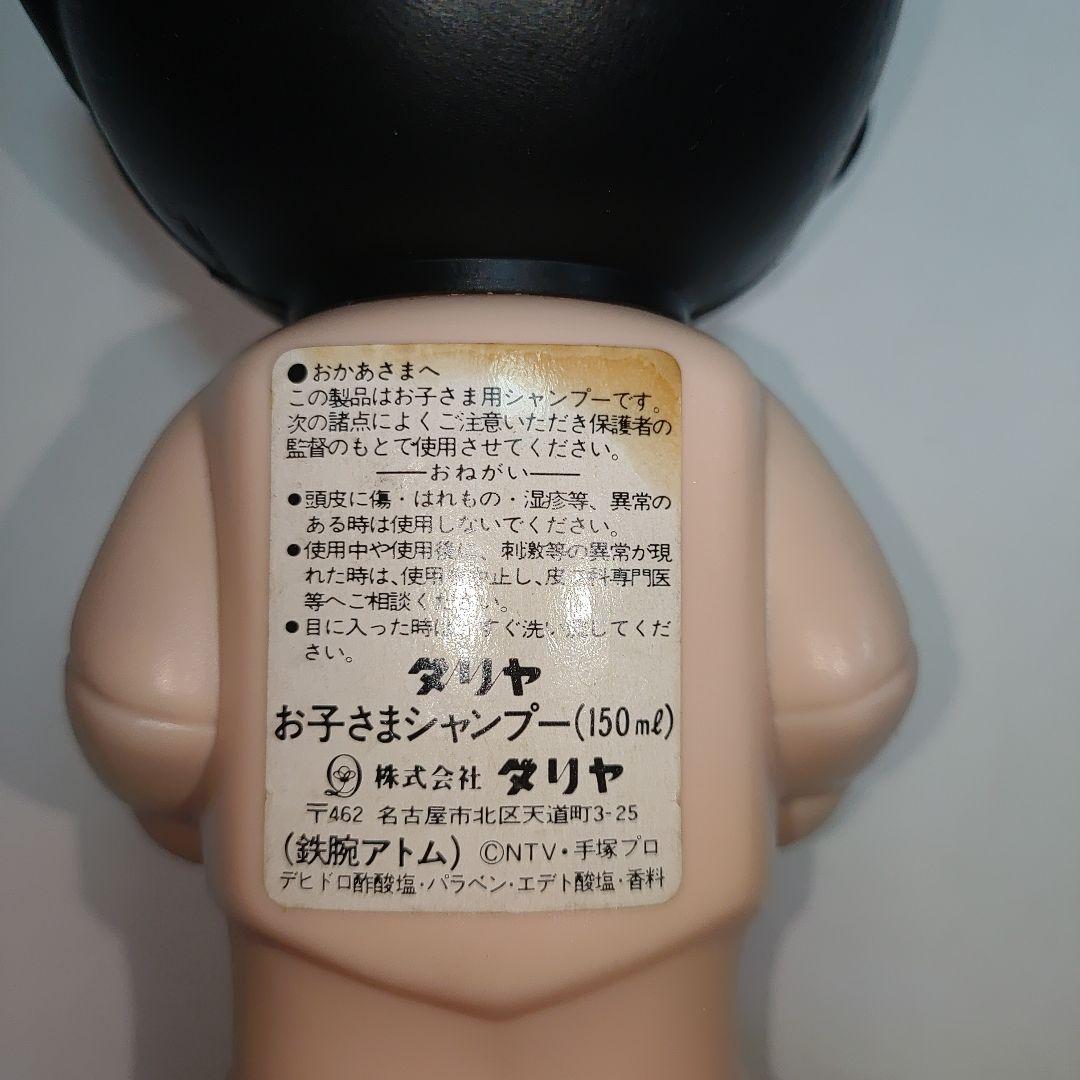 ●おかあさまへ
この製品はお子さま用シャンプーです。
次の諸点によくご注意いただき保護者の
監督のもとで使用させてください。
おねがい
●頭皮に傷・はれもの・湿疹等、異常の
ある時は使用しないでください。
●使用中や使用後に、刺激等の異常が現
れた時は、使用を中止し、皮フ科専門医
等へご相談ください。
●目に入った時はすぐ洗い流してくだ
さい。
ダリヤ
お子さまシャンプー(150ml)
株式会社 ダリヤ
〒462 名古屋市北区天道町3-25
(鉄腕アトム) ©NTV・手塚プロ
デヒドロ酢酸塩・パラベン・エデト酸塩・香料